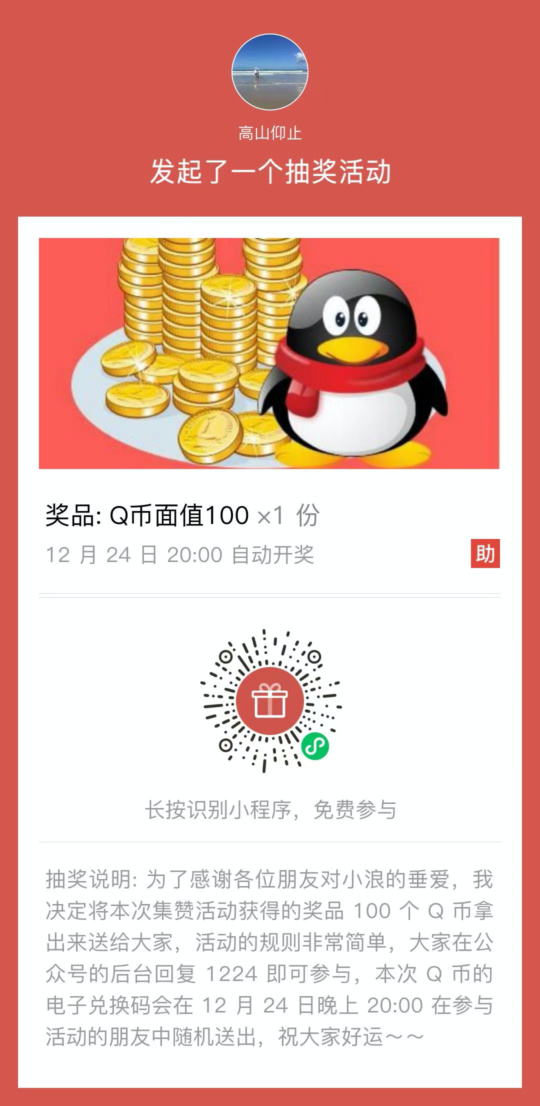 高山仰止
发起了一个抽奖活动
奖品: Q币面值100 ×1 份
12 月 24 日 20:00 自动开奖
助
长按识别小程序，免费参与
抽奖说明: 为了感谢各位朋友对小浪的垂爱，我
决定将本次集赞活动获得的奖品 100 个 Q 币拿
出来送给大家，活动的规则非常简单，大家在公
众号的后台回复 1224 即可参与，本次 Q 币的
电子兑换码会在 12 月 24 日晚上 20:00 在参与
活动的朋友中随机送出，祝大家好运～～